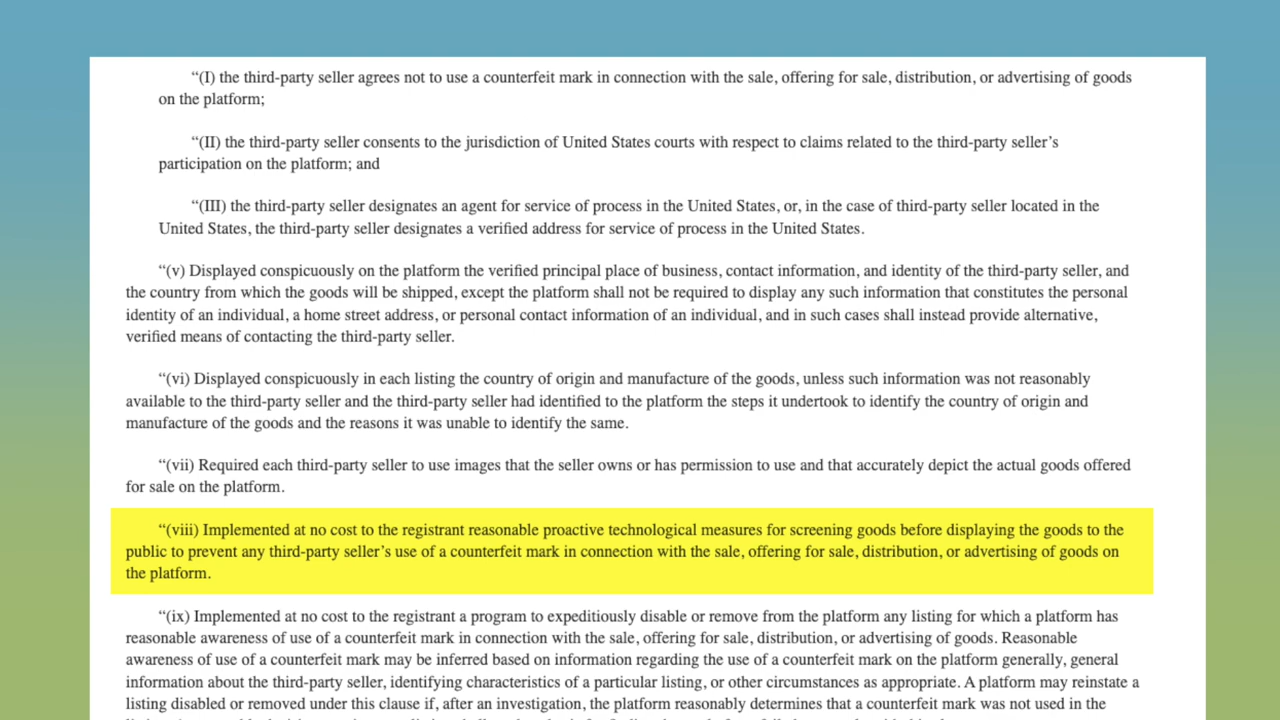 “(I) the third-party seller agrees not to use a counterfeit mark in connection with the sale, offering for sale, distribution, or advertising of goods
on the platform;
“(II) the third-party seller consents to the jurisdiction of United States courts with respect to claims related to the third-party seller’s
participation on the platform; and
“(III) the third-party seller designates an agent for service of process in the United States, or, in the case of third-party seller located in the
United States, the third-party seller designates a verified address for service of process in the United States.
“(v) Displayed conspicuously on the platform the verified principal place of business, contact information, and identity of the third-party seller, and
the country from which the goods will be shipped, except the platform shall not be required to display any such information that constitutes the personal
identity of an individual, a home street address, or personal contact information of an individual, and in such cases shall instead provide alternative,
verified means of contacting the third-party seller.
“(vi) Displayed conspicuously in each listing the country of origin and manufacture of the goods, unless such information was not reasonably
available to the third-party seller and the third-party seller had identified to the platform the steps it undertook to identify the country of origin and
manufacture of the goods and the reasons it was unable to identify the same.
“(vii) Required each third-party seller to use images that the seller owns or has permission to use and that accurately depict the actual goods offered
for sale on the platform.
“(viii) Implemented at no cost to the registrant reasonable proactive technological measures for screening goods before displaying the goods to the
public to prevent any third-party seller’s use of a counterfeit mark in connection with the sale, offering for sale, distribution, or advertising of goods on
the platform.
“(ix) Implemented at no cost to the registrant a program to expeditiously disable or remove from the platform any listing for which a platform has
reasonable awareness of use of a counterfeit mark in connection with the sale, offering for sale, distribution, or advertising of goods. Reasonable
awareness of use of a counterfeit mark may be inferred based on information regarding the use of a counterfeit mark on the platform generally, general
information about the third-party seller, identifying characteristics of a particular listing, or other circumstances as appropriate. A platform may reinstate a
listing disabled or removed under this clause if, after an investigation, the platform reasonably determines that a counterfeit mark was not used in the